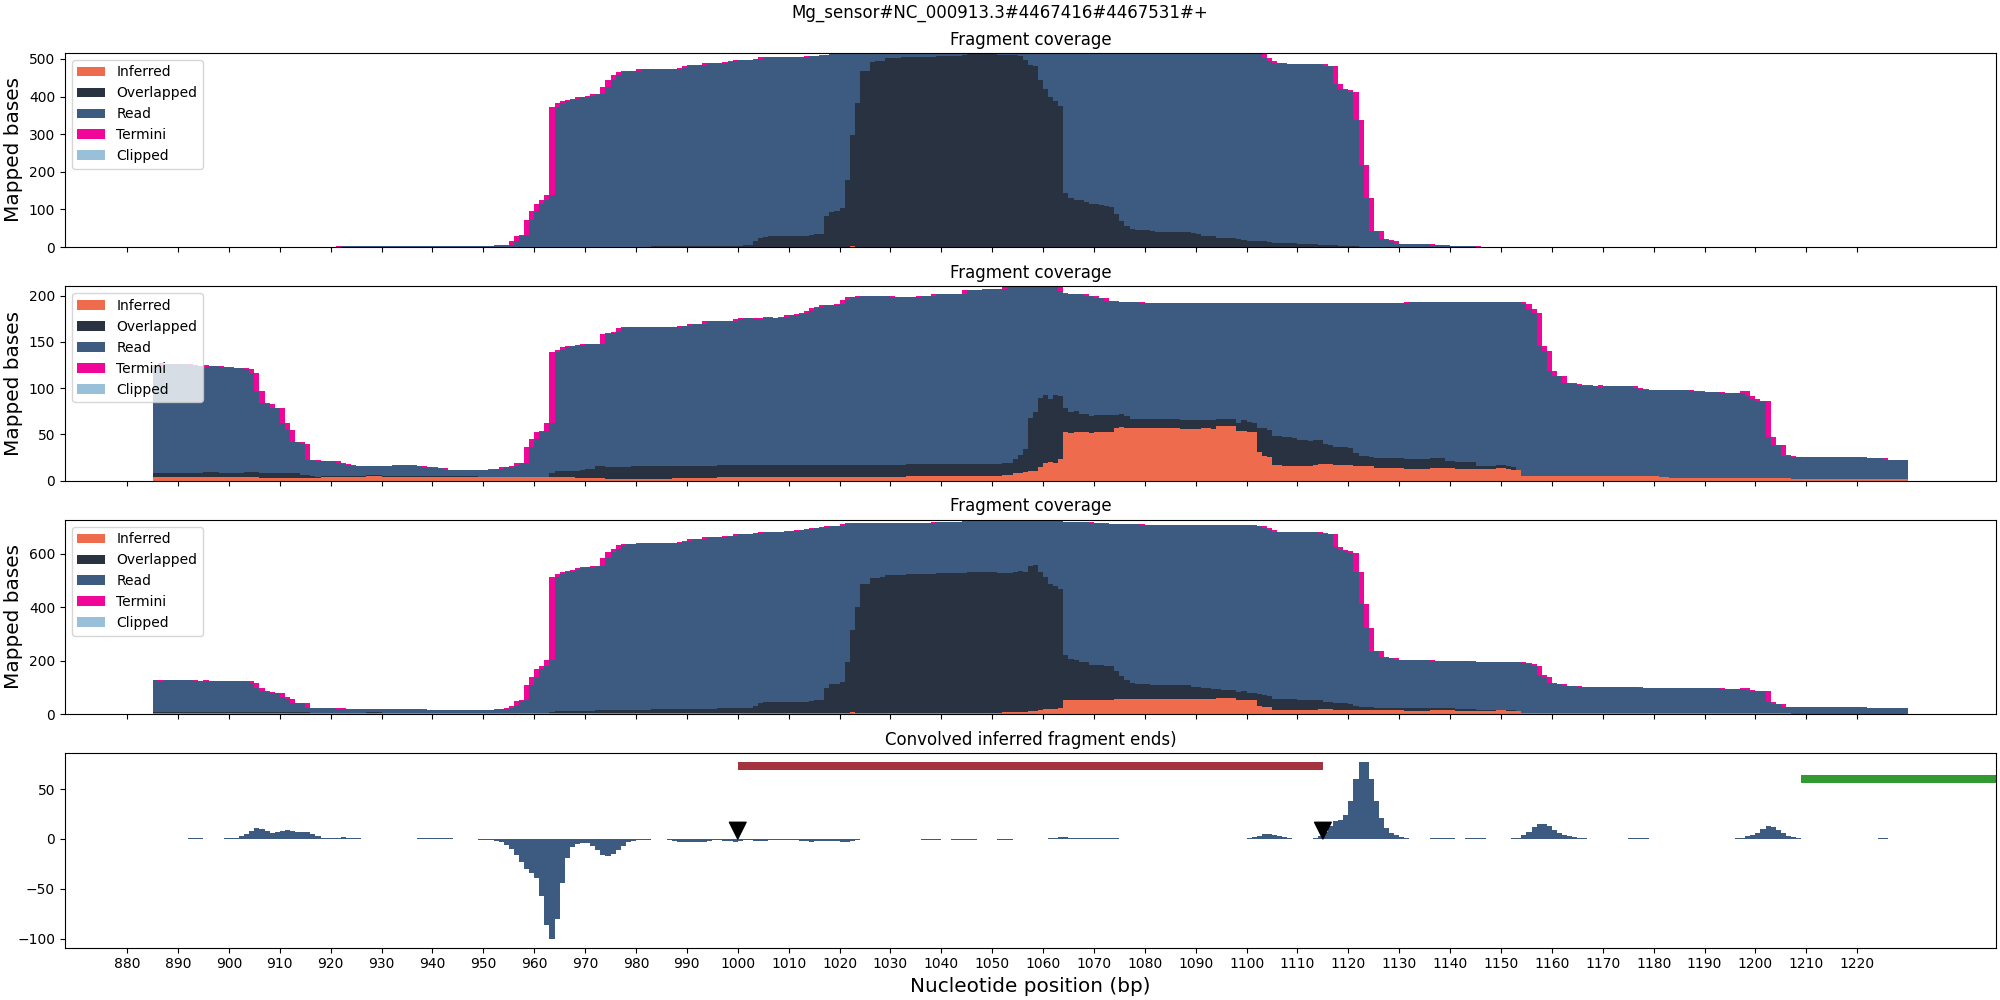 Mg_sensor#NC_000913.3#4467416#4467531#+
Fragment coverage
Mapped bases
500
400
300
200
100
0
Inferred
Overlapped
Read
Termini
Clipped
Fragment coverage
Mapped bases
200
150
100
50
0
Inferred
Overlapped
Read
Termini
Clipped
Fragment coverage
Mapped bases
600
400
200
0
Inferred
Overlapped
Read
Termini
Clipped
Convolved inferred fragment ends)
50
0
−50
−100
880 890 900 910 920 930 940 950 960 970 980 990 1000 1010 1020 1030 1040 1050 1060 1070 1080 1090 1100 1110 1120 1130 1140 1150 1160 1170 1180 1190 1200 1210 1220
Nucleotide position (bp)